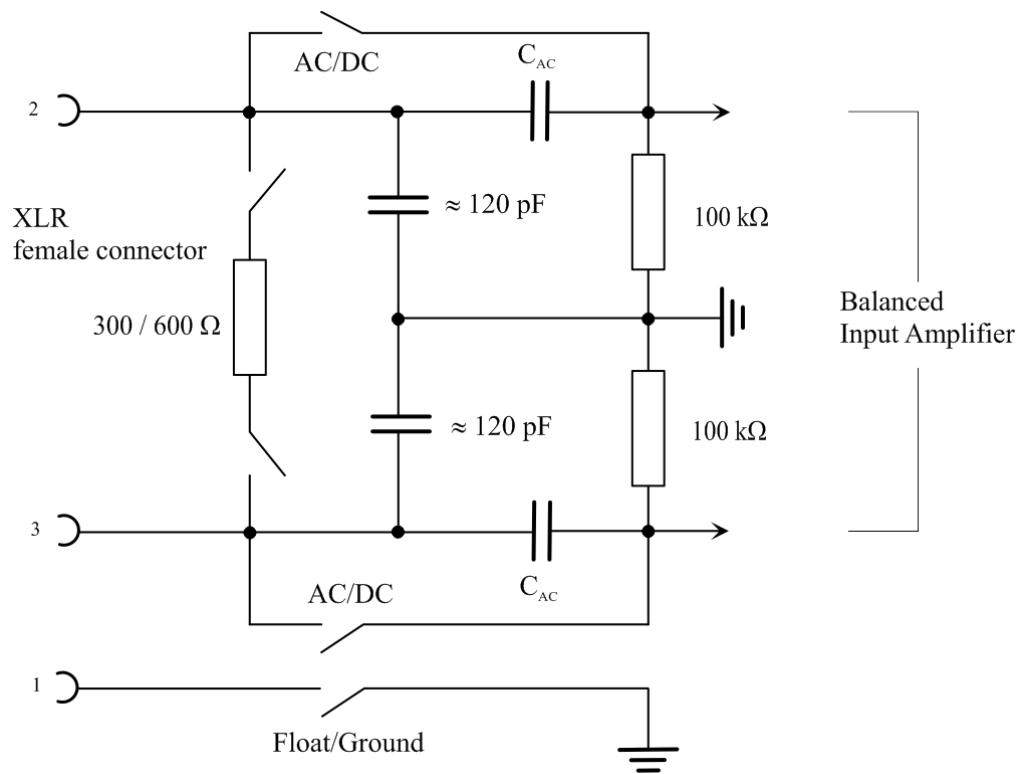 AC/DC
C_AC
2
≈ 120 pF
100 kΩ
XLR
female connector
300 / 600 Ω
Balanced
Input Amplifier
≈ 120 pF
100 kΩ
3
C_AC
AC/DC
1
Float/Ground